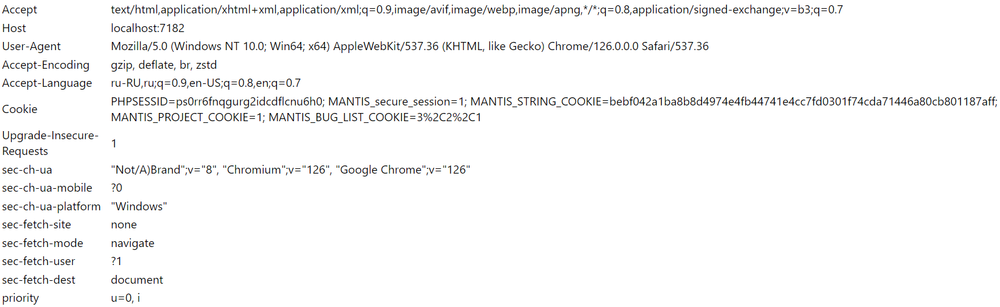 Accept text/html,application/xhtml+xml,application/xml;q=0.9,image/avif,image/webp,image/apng,*/*;q=0.8,application/signed-exchange;v=b3;q=0.7
Host localhost:7182
User-Agent Mozilla/5.0 (Windows NT 10.0; Win64; x64) AppleWebKit/537.36 (KHTML, like Gecko) Chrome/126.0.0.0 Safari/537.36
Accept-Encoding gzip, deflate, br, zstd
Accept-Language ru-RU,ru;q=0.9,en-US;q=0.8,en;q=0.7
Cookie PHPSESSID=ps0rr6fnqgurg2idcdflcnu6h0; MANTIS_secure_session=1; MANTIS_STRING_COOKIE=bebf042a1ba8b8d4974e4fb44741e4cc7fd0301f74cda71446a80cb801187aff;
MANTIS_PROJECT_COOKIE=1; MANTIS_BUG_LIST_COOKIE=3%2C2%2C1
Upgrade-Insecure-
Requests 1
sec-ch-ua "Not/A)Brand";v="8", "Chromium";v="126", "Google Chrome";v="126"
sec-ch-ua-mobile ?0
sec-ch-ua-platform "Windows"
sec-fetch-site none
sec-fetch-mode navigate
sec-fetch-user ?1
sec-fetch-dest document
priority u=0, i